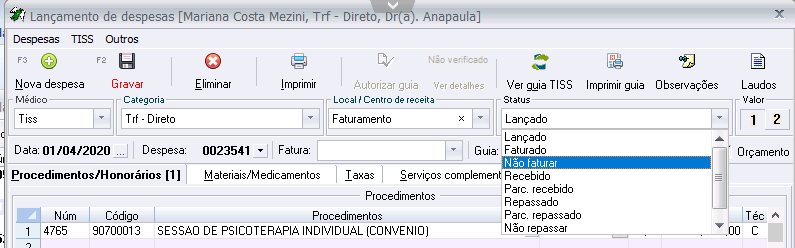 Lançamento de despesas [Mariana Costa Mezini, Trf - Direto, Dr(a). Anapaula]
Despesas TISS Outros
F3 F2 Não verificado
Nova despesa Gravar Eliminar Imprimir Autorizar guia Ver detalhes Ver guia TISS Imprimir guia Observações Laudos
Médico Categoria Local / Centro de receita Status Valor
Tiss Trf - Direto Faturamento × Lançado 1 2
Lançado
Data: 01/04/2020 ... Despesa: 0023541 Fatura: Guia: Faturado Orçamento
Não faturar
Procedimentos/Honorários [1] Materiais/Medicamentos Taxas Serviços complement Recebido
Parc. recebido
Procedimentos
Repassado
Núm Código Procedimentos Parc. repassado Téc
1 4765 90700013 SESSAO DE PSICOTERAPIA INDIVIDUAL (CONVENIO) Não repassar ,00 C